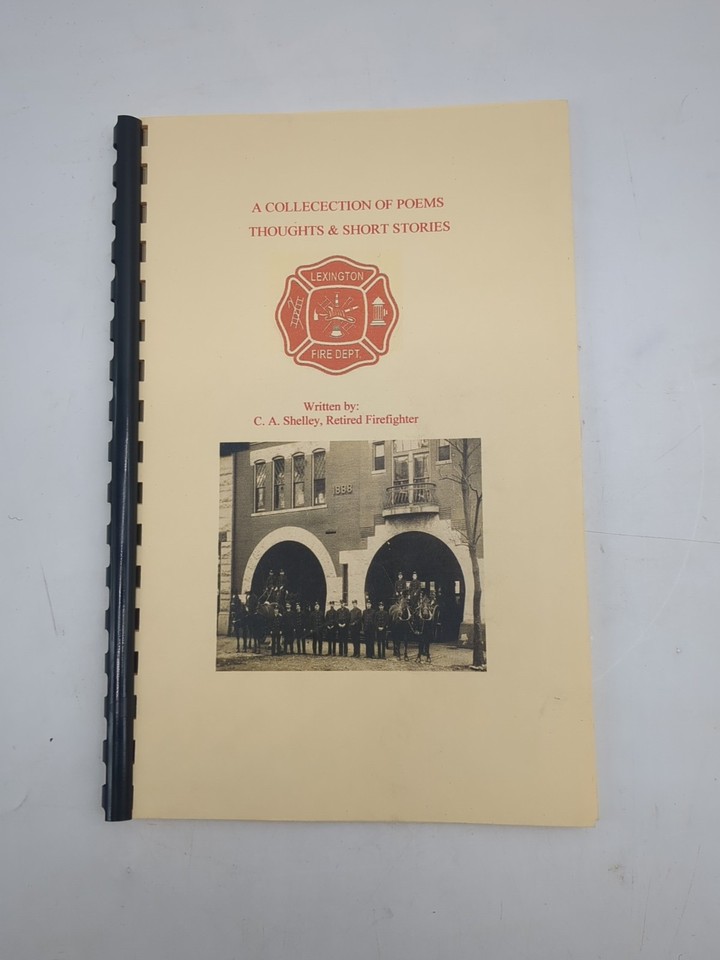 A COLLECECTION OF POEMS
THOUGHTS & SHORT STORIES
LEXINGTON
FIRE DEPT.
Written by:
C. A. Shelley, Retired Firefighter
1888